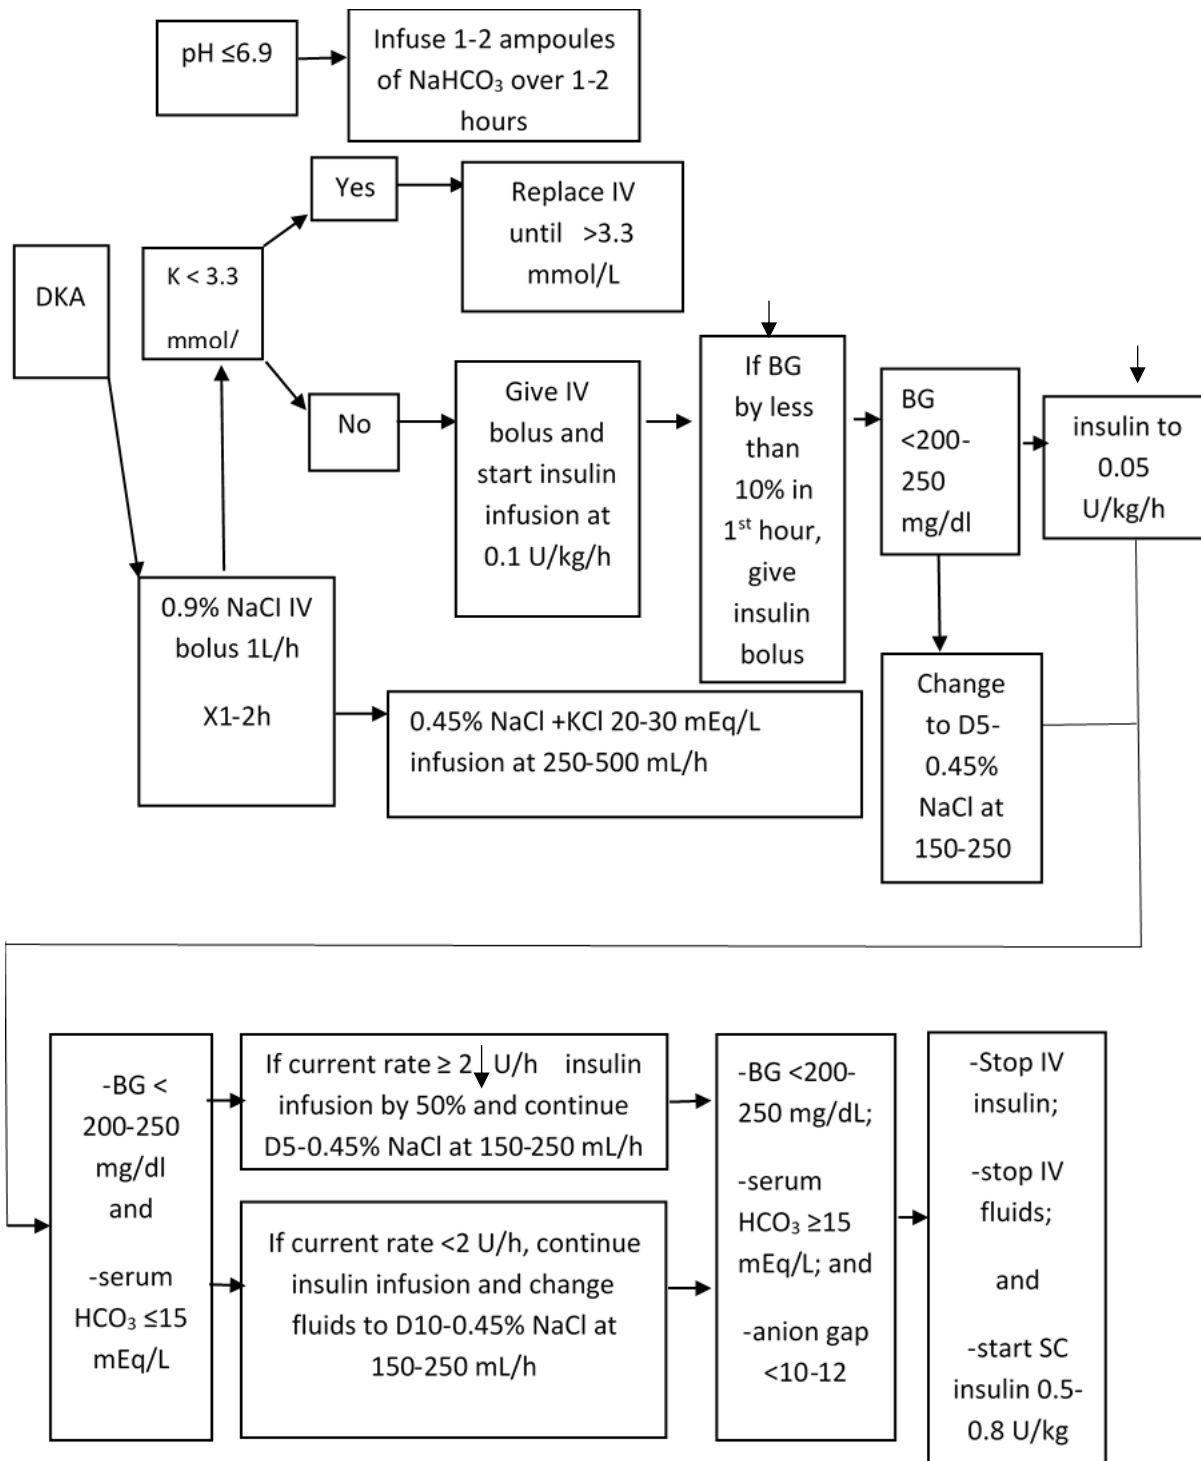 pH ≤6.9
Infuse 1-2 ampoules
of NaHCO₃ over 1-2
hours
Yes
Replace IV
until >3.3
mmol/L
DKA
K < 3.3
mmol/
No
Give IV
bolus and
start insulin
infusion at
0.1 U/kg/h
If BG
by less
than
10% in
1st hour,
give
insulin
bolus
BG
<200-
250
mg/dl
insulin to
0.05
U/kg/h
0.9% NaCl IV
bolus 1L/h
X1-2h
0.45% NaCl +KCl 20-30 mEq/L
infusion at 250-500 mL/h
Change
to D5-
0.45%
NaCl at
150-250
-BG <
200-250
mg/dl
and
-serum
HCO₃ ≤15
mEq/L
If current rate ≥ 2 ↓ U/h insulin
infusion by 50% and continue
D5-0.45% NaCl at 150-250 mL/h
If current rate <2 U/h, continue
insulin infusion and change
fluids to D10-0.45% NaCl at
150-250 mL/h
-BG <200-
250 mg/dL;
-serum
HCO₃ ≥15
mEq/L; and
-anion gap
<10-12
-Stop IV
insulin;
-stop IV
fluids;
and
-start SC
insulin 0.5-
0.8 U/kg